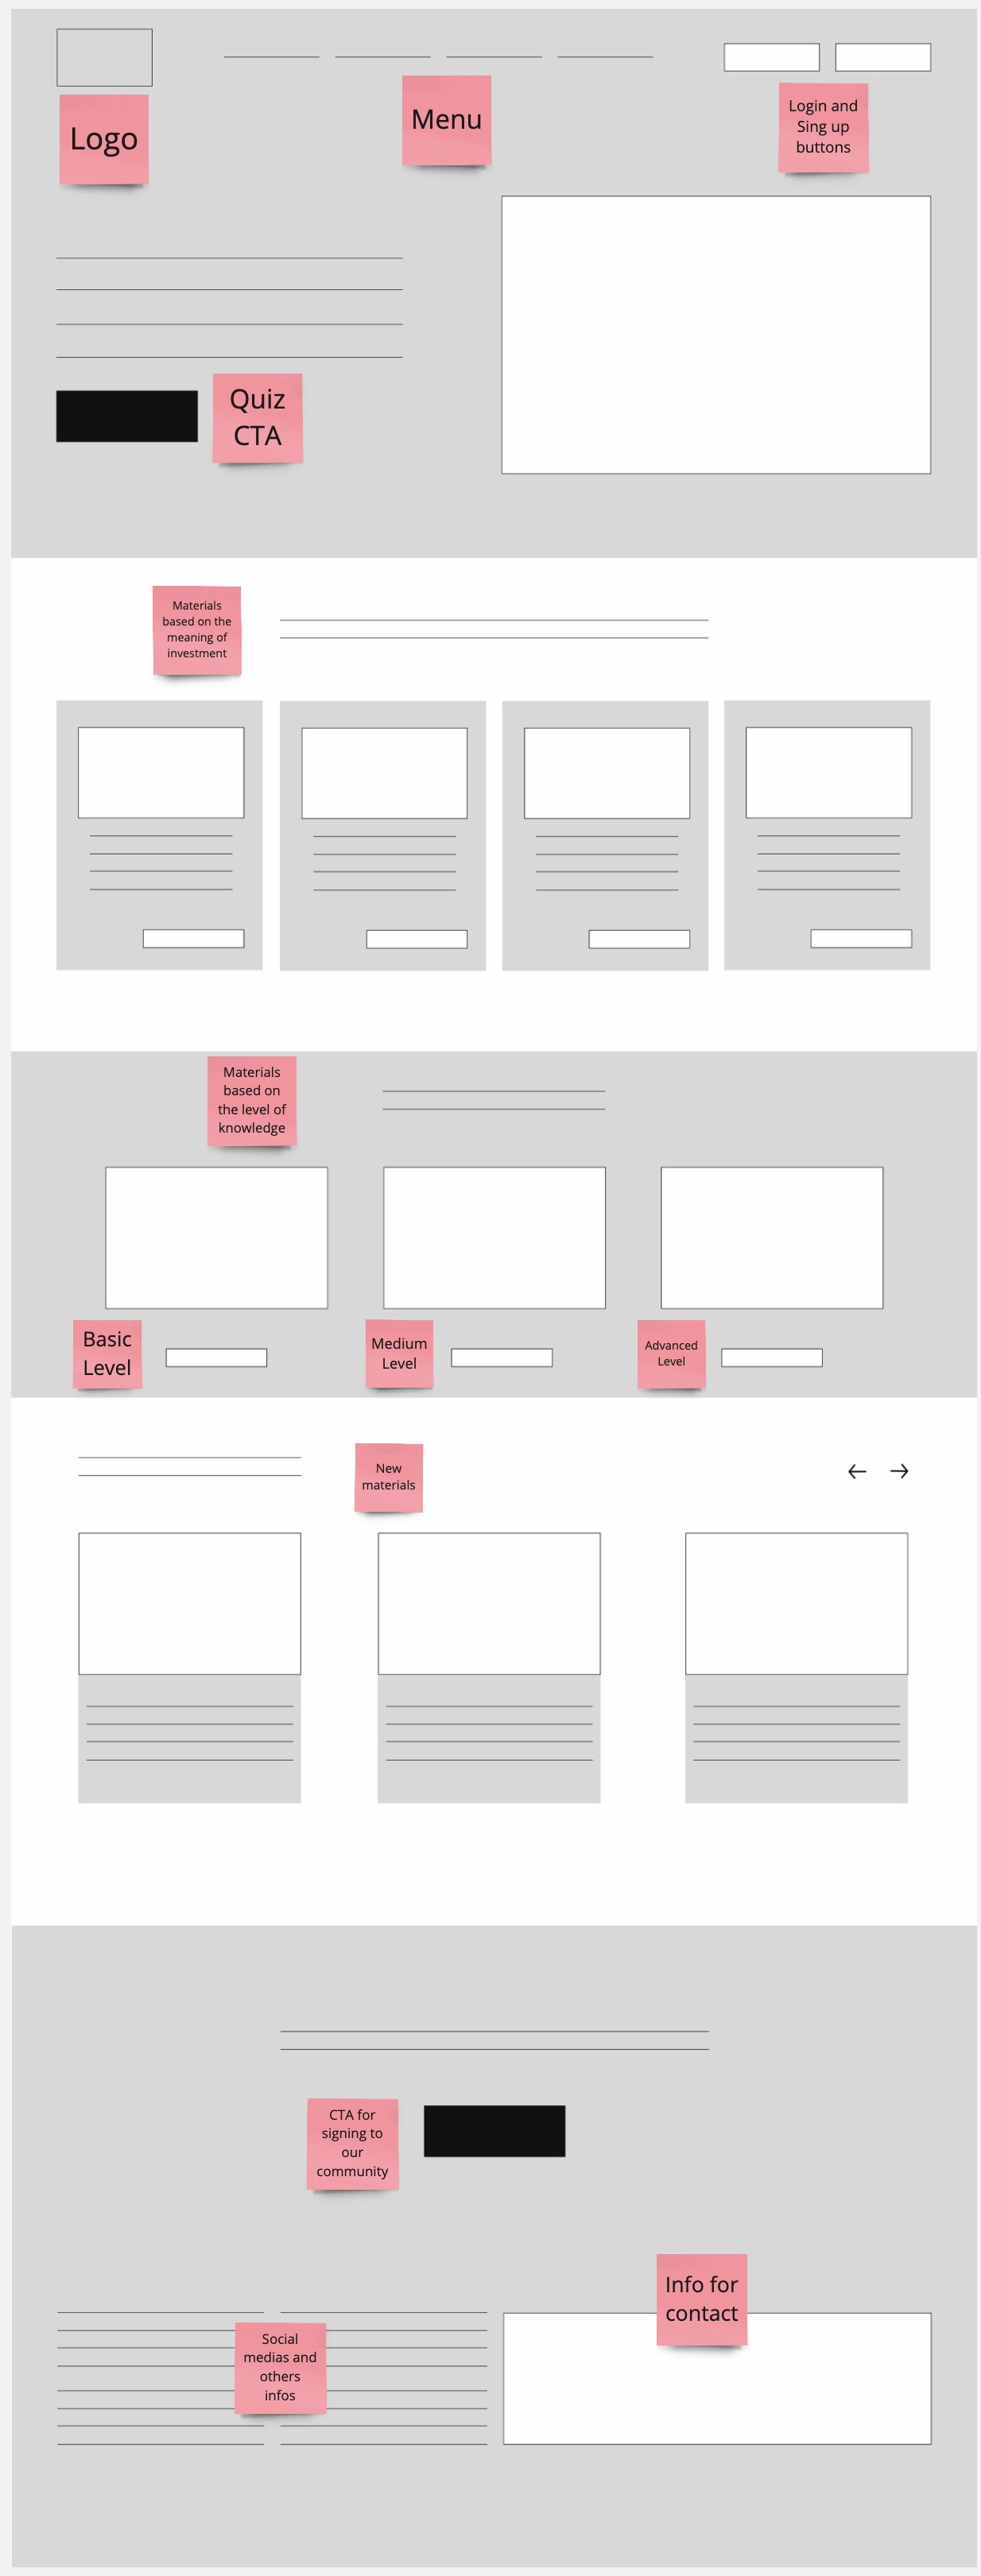 Logo
Menu
Login and
Sing up
buttons
Quiz
CTA
Materials
based on the
meaning of
investment
Materials
based on
the level of
knowledge
Basic
Level
Medium
Level
Advanced
Level
New
materials
CTA for
signing to
our
community
Info for
contact
Social
medias and
others
infos